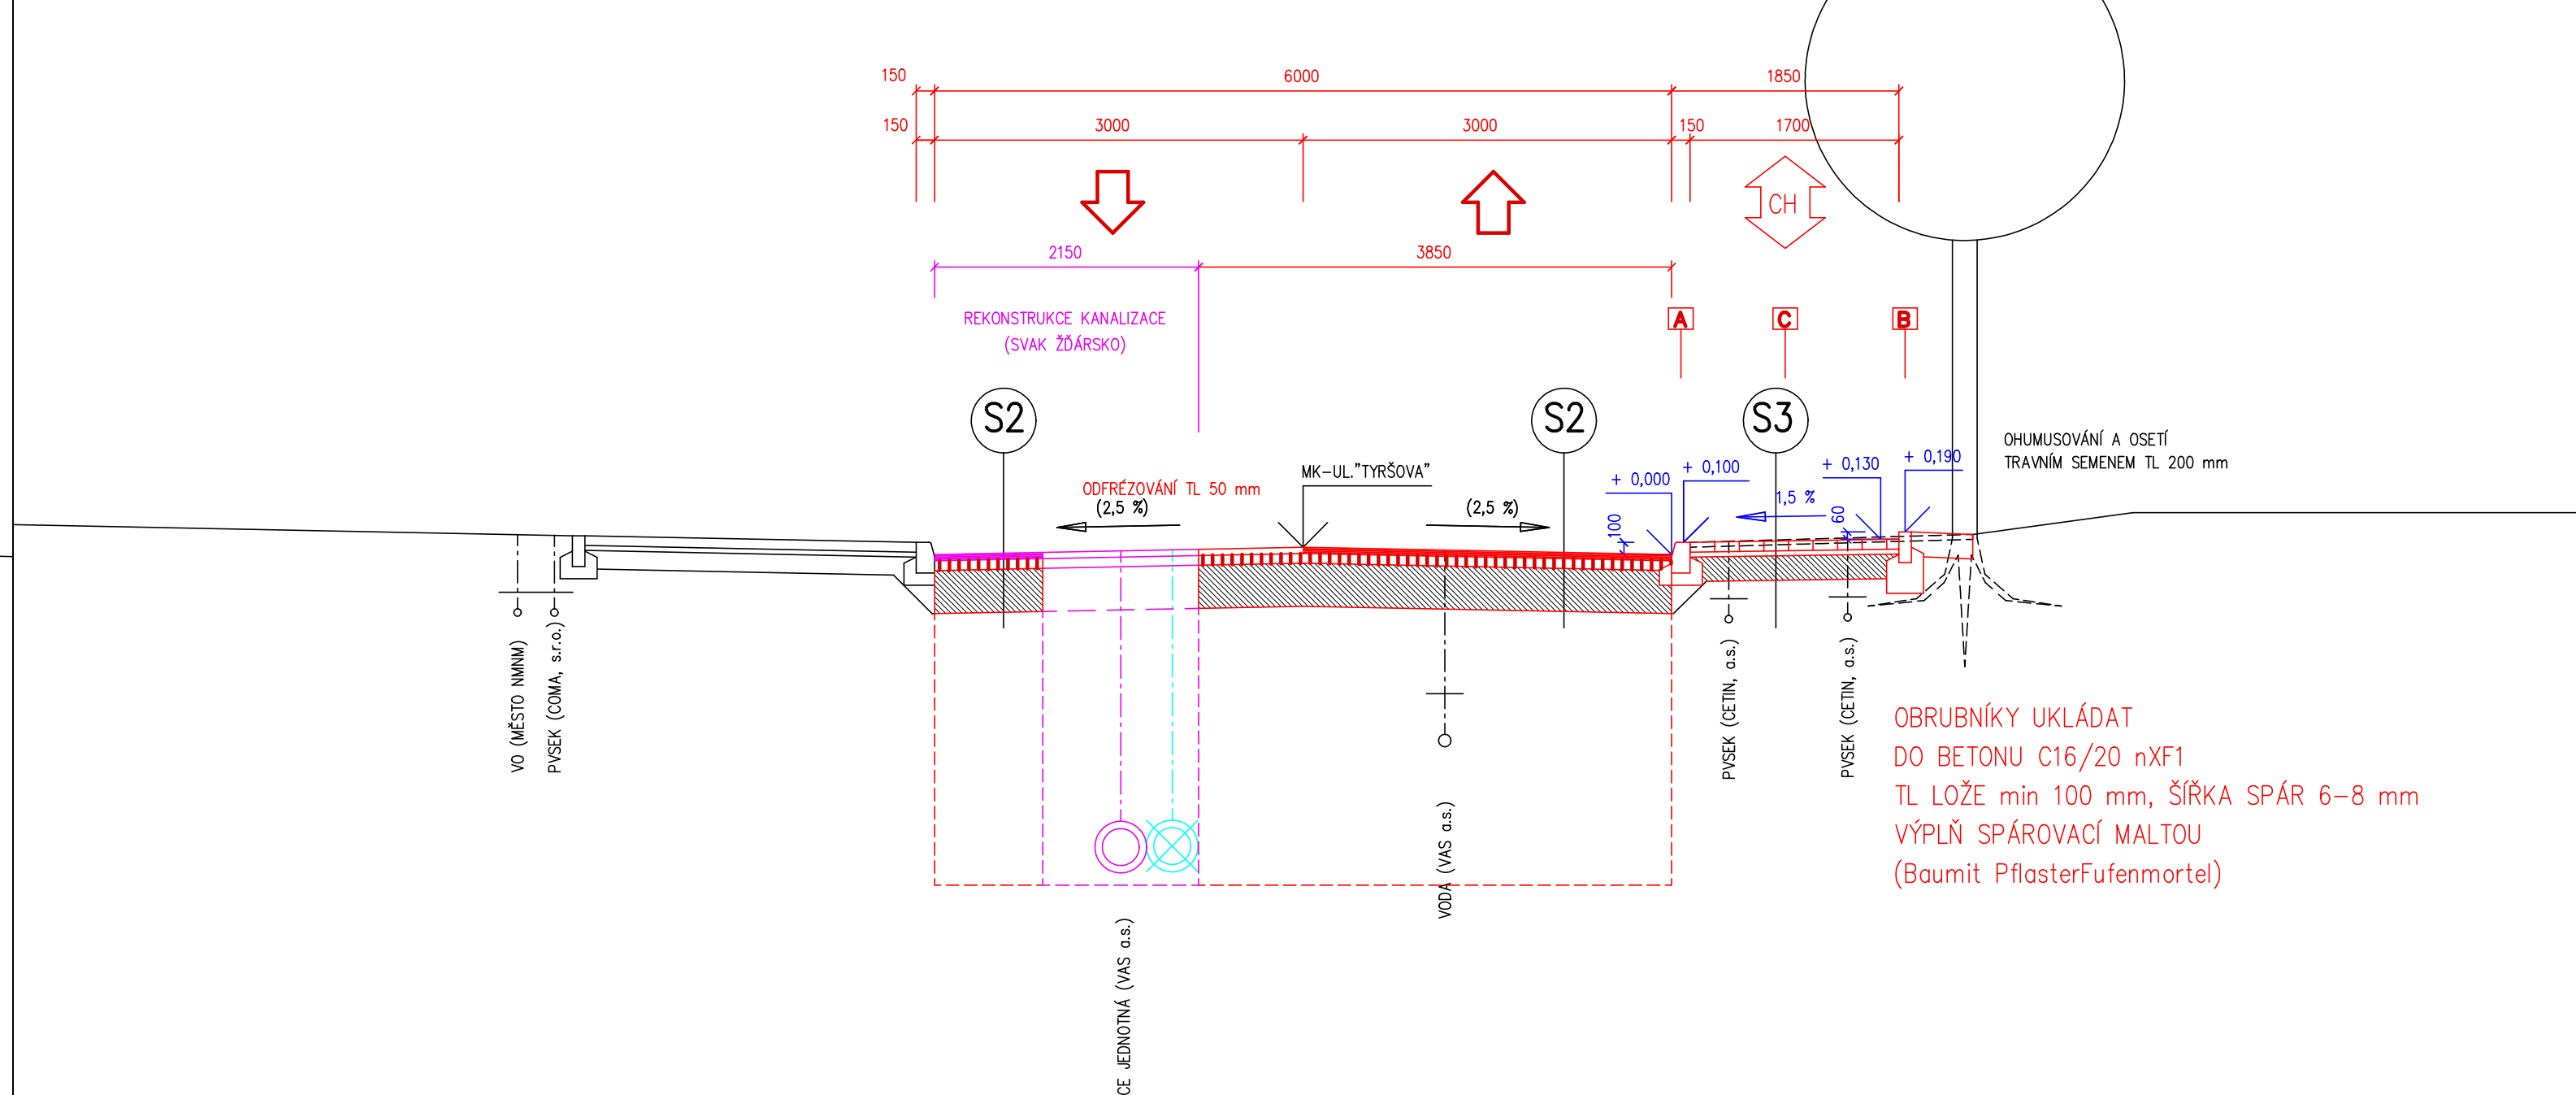 150
6000
1850
150
3000
3000
150
1700
CH
2150
3850
REKONSTRUKCE KANALIZACE
(SVAK ŽĎÁRSKO)
A
C
B
S2
S2
S3
OHUMUSOVÁNÍ A OSETÍ
TRAVNÍM SEMENEM TL 200 mm
MK-UL."TYRŠOVA"
ODFRÉZOVÁNÍ TL 50 mm
(2,5 %)
(2,5 %)
+ 0,000
+ 0,100
+ 0,130
+ 0,190
1,5 %
100
60
VO (MĚSTO NMNM)
PVSEK (COMA, s.r.o.)
PVSEK (CETIN, a.s.)
PVSEK (CETIN, a.s.)
VODA (VAS a.s.)
CE JEDNOTNÁ (VAS a.s.)
OBRUBNÍKY UKLÁDAT
DO BETONU C16/20 nXF1
TL LOŽE min 100 mm, ŠÍŘKA SPÁR 6-8 mm
VÝPLŇ SPÁROVACÍ MALTOU
(Baumit PflasterFufenmortel)